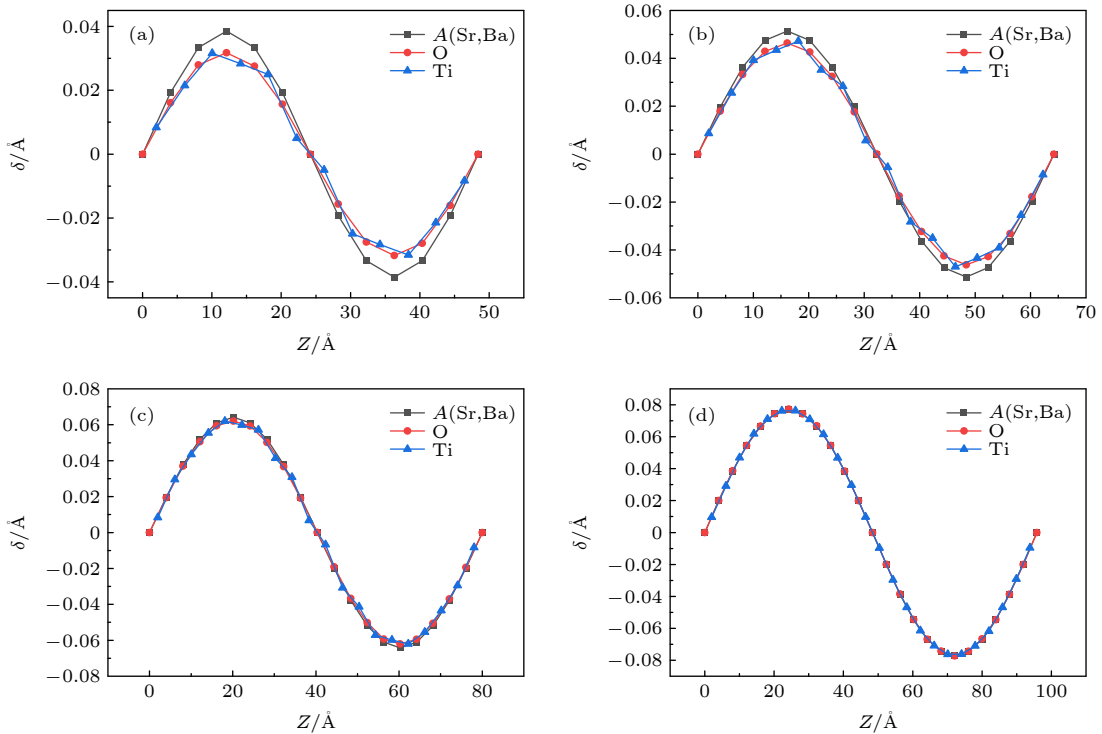 0.04
0.02
0
−0.02
−0.04
δ/Å
(a)
A(Sr,Ba)
O
Ti
0 10 20 30 40 50
Z/Å
0.06
0.04
0.02
0
−0.02
−0.04
−0.06
δ/Å
(b)
A(Sr,Ba)
O
Ti
0 10 20 30 40 50 60 70
Z/Å
0.08
0.06
0.04
0.02
0
−0.02
−0.04
−0.06
−0.08
δ/Å
(c)
A(Sr,Ba)
O
Ti
0 20 40 60 80
Z/Å
0.08
0.06
0.04
0.02
0
−0.02
−0.04
−0.06
−0.08
δ/Å
(d)
A(Sr,Ba)
O
Ti
0 20 40 60 80 100
Z/Å